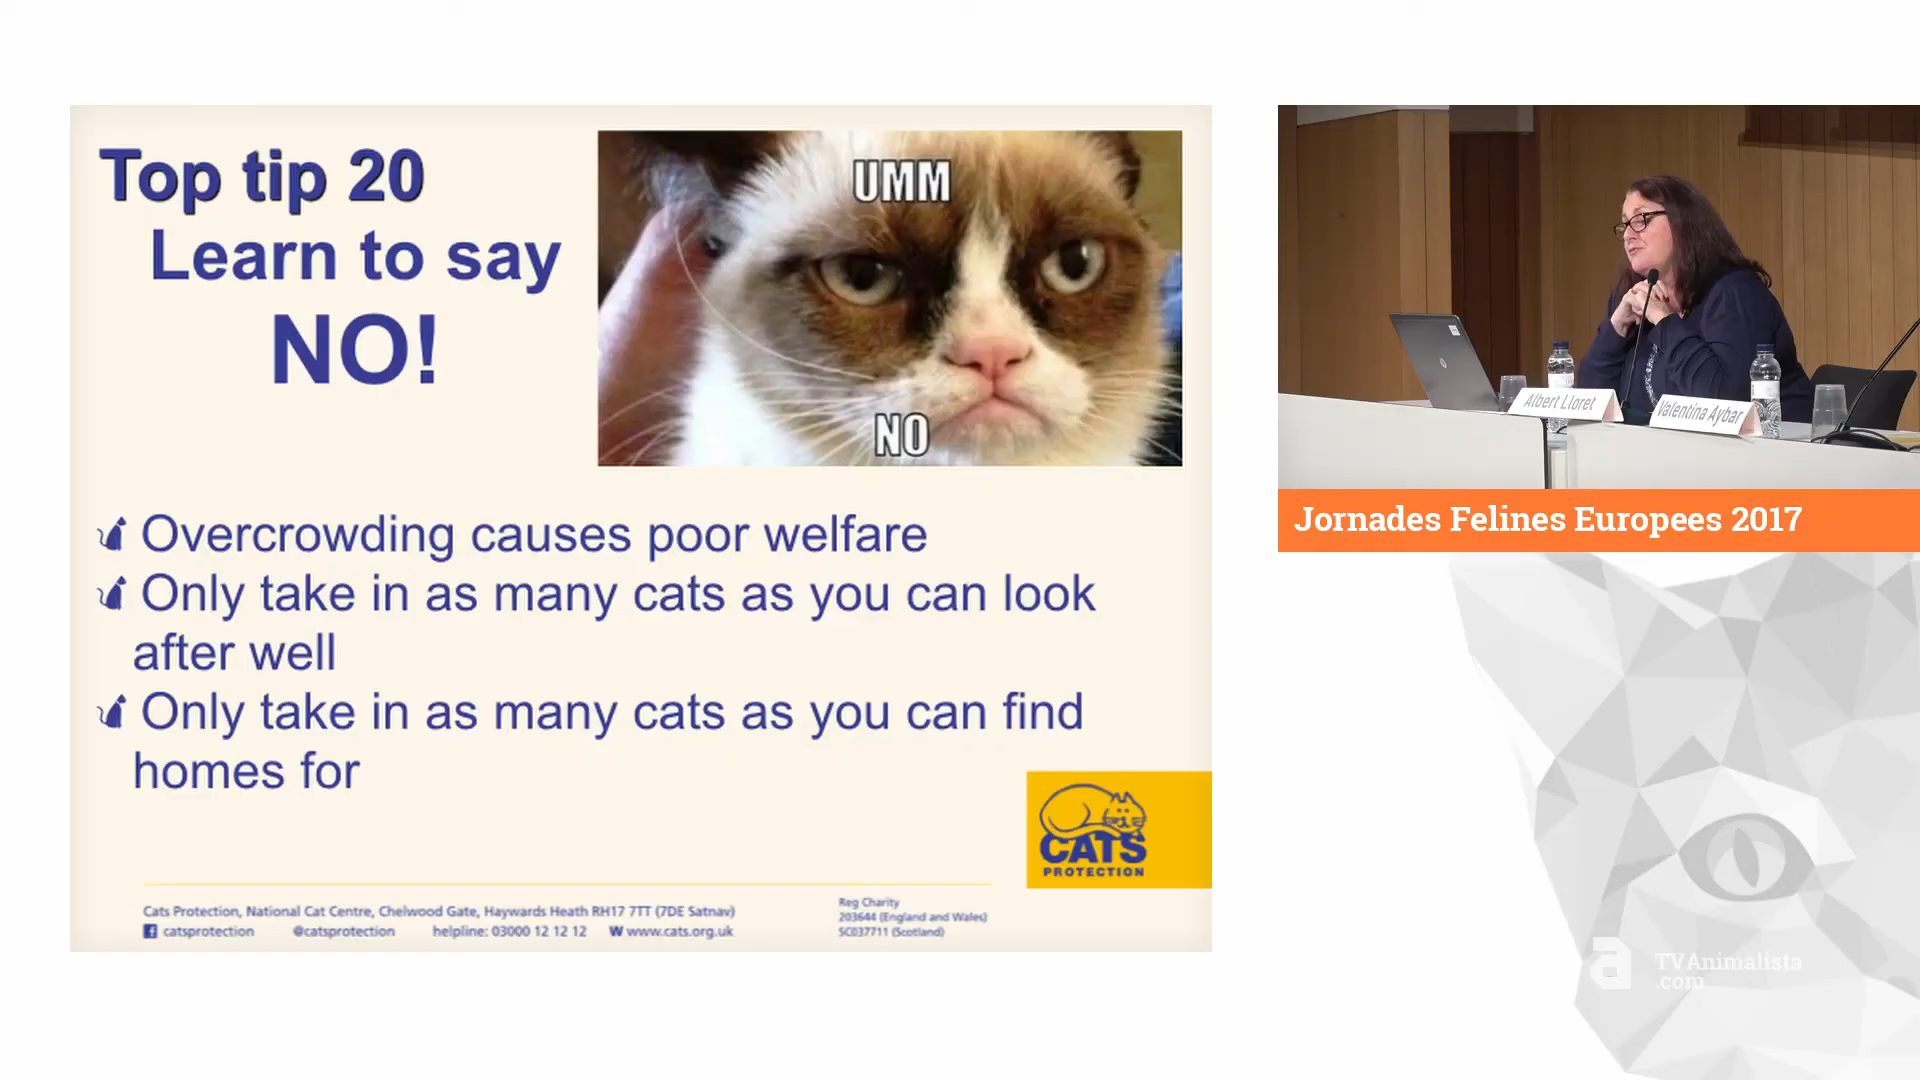 Top tip 20
Learn to say
NO!
UMM
NO
Overcrowding causes poor welfare
Only take in as many cats as you can look
after well
Only take in as many cats as you can find
homes for
CATS
PROTECTION
Cats Protection, National Cat Centre, Chelwood Gate, Haywards Heath RH17 7TT (7DE Satnav)
catsprotection @catsprotection helpline: 03000 12 12 12 W www.cats.org.uk
Reg Charity
203644 (England and Wales)
SC037711 (Scotland)
Albert Lloret
Valentina Aybar
Jornades Felines Europees 2017
a TVAnimalista
.com